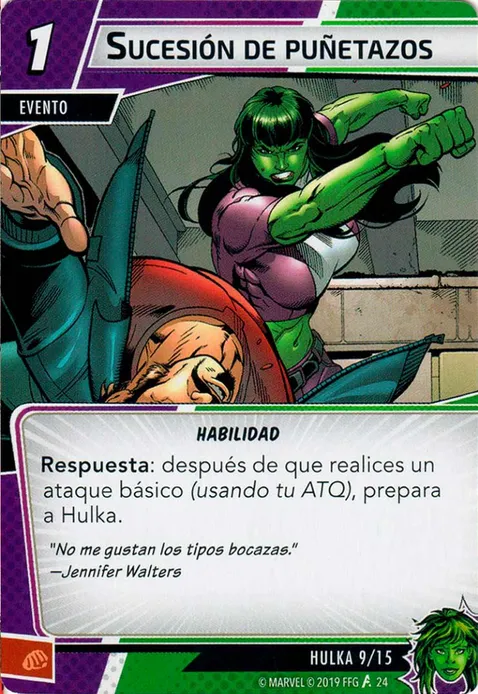 1
SUCESIÓN DE PUÑETAZOS
EVENTO
HABILIDAD
Respuesta: después de que realices un
ataque básico (usando tu ATQ), prepara
a Hulka.
"No me gustan los tipos bocazas."
—Jennifer Walters
HULKA 9/15
© MARVEL © 2019 FFG 24